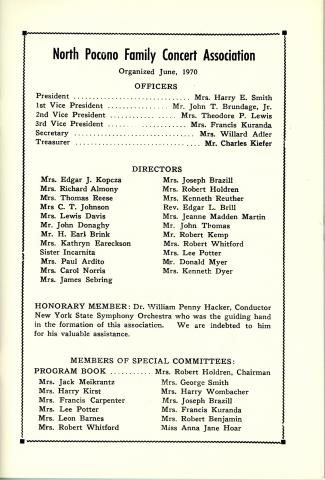 North Pocono Family Concert Association
Organized June, 1970
OFFICERS
President .............................. Mrs. Harry E. Smith
1st Vice President ................ Mr. John T. Brundage, Jr.
2nd Vice President ................. Mrs. Theodore P. Lewis
3rd Vice President ...... ................... Mrs. Francis Kuranda
Secretary ................................ Mrs. Willard Adler
Treasurer ................................. Mr. Charles Kiefer
DIRECTORS
Mrs. Edgar J. Kopcza
Mrs. Richard Almony
Mrs. Thomas Reese
Mrs C T. Johnson
Mrs. Lewis Davis
Mr. John Donaghy
Mr. H. Earl Brink
Mrs. Kathryn Eareckson
Sister Incarnita
Mrs. Paul Ardito
Mrs. Carol Norris
Mrs. James Sebring
Mrs. Joseph Brazill
Mrs. Robert Holdren
Mrs. Kenneth Reuther
Rev. Edgar L. Brill
Mrs. Jeanne Madden Martin
Mr. John Thomas
Mr. Robert Kemp
Mrs. Robert Whitford
Mrs. Lee Potter
Mr. Donald Myer
Mrs. Kenneth Dyer
HONORARY MEMBER: Dr. William Penny Hacker, Conductor
New York State Symphony Orchestra who was the guiding hand
in the formation of this association. We are indebted to him
for his valuable assistance.
MEMBERS OF SPECIAL COMMITTEES:
PROGRAM BOOK ........... Mrs. Robert Holdren, Chairman
Mrs. Jack Meikrantz
Mrs. Harry Kirst
Mrs. Francis Carpenter
Mrs. Lee Potter
Mrs. Leon Barnes
Mrs. Robert Whitford
Mrs. George Smith
Mrs. Harry Wombacher
Mrs. Joseph Brazill
Mrs. Francis Kuranda
Mrs. Robert Benjamin
Miss Anna Jane Hoar